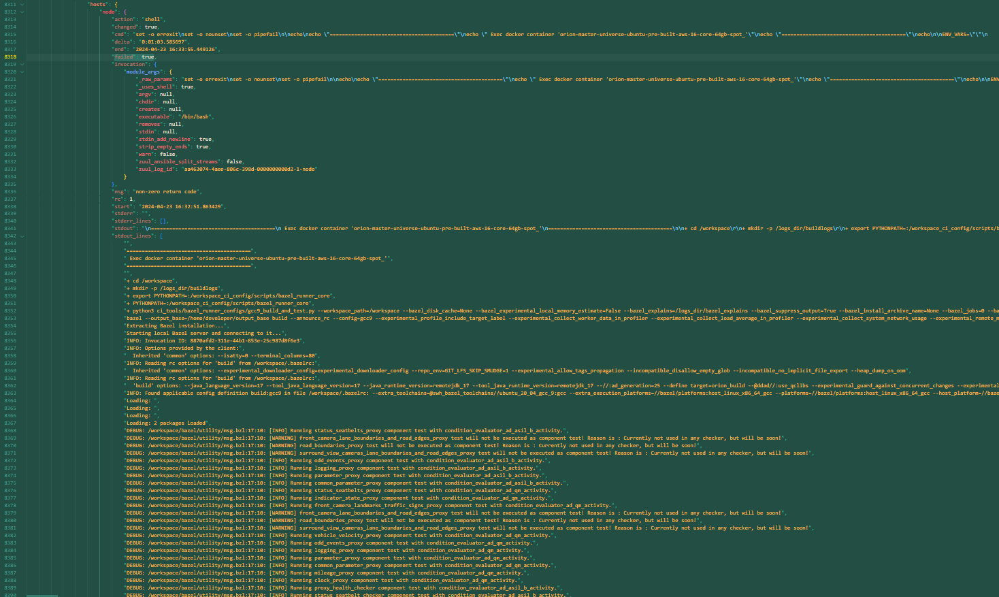 8311 "hosts": {
8312 "node": {
8313 "action": "shell",
8314 "changed": true,
8315 "cmd": "set -o errexit\nset -o nounset\nset -o pipefail\n\necho\necho \"========================================\"\necho \" Exec docker container 'orion-master-universe-ubuntu-pre-built-aws-16-core-64gb-spot_'\"\necho \"========================================\"\necho\n\nENV_VARS=\"\"\n
8316 "delta": "0:01:03.585697",
8317 "end": "2024-04-23 16:33:55.449126",
8318 "failed": true,
8319 "invocation": {
8320 "module_args": {
8321 "_raw_params": "set -o errexit\nset -o nounset\nset -o pipefail\n\necho\necho \"========================================\"\necho \" Exec docker container 'orion-master-universe-ubuntu-pre-built-aws-16-core-64gb-spot_'\"\necho \"========================================\"\necho\n\nENV
8322 "_uses_shell": true,
8323 "argv": null,
8324 "chdir": null,
8325 "creates": null,
8326 "executable": "/bin/bash",
8327 "removes": null,
8328 "stdin": null,
8329 "stdin_add_newline": true,
8330 "strip_empty_ends": true,
8331 "warn": false,
8332 "zuul_ansible_split_streams": false,
8333 "zuul_log_id": "aa463074-4aee-806c-398d-0000000000d2-1-node"
8334 }
8335 },
8336 "msg": "non-zero return code",
8337 "rc": 1,
8338 "start": "2024-04-23 16:32:51.863429",
8339 "stderr": "",
8340 "stderr_lines": [],
8341 "stdout": "\n========================================\n Exec docker container 'orion-master-universe-ubuntu-pre-built-aws-16-core-64gb-spot_'\n========================================\n\n+ cd /workspace\r\n+ mkdir -p /logs_dir/buildlogs\r\n+ export PYTHONPATH=:/workspace_ci_config/scripts/b
8342 "stdout_lines": [
8343 "",
8344 "========================================",
8345 " Exec docker container 'orion-master-universe-ubuntu-pre-built-aws-16-core-64gb-spot_'",
8346 "========================================",
8347 "",
8348 "+ cd /workspace",
8349 "+ mkdir -p /logs_dir/buildlogs",
8350 "+ export PYTHONPATH=:/workspace_ci_config/scripts/bazel_runner_core",
8351 "+ PYTHONPATH=:/workspace_ci_config/scripts/bazel_runner_core",
8352 "+ python3 ci_tools/bazel_runner_configs/gcc9_build_and_test.py --workspace_path=/workspace --bazel_disk_cache=None --bazel_experimental_local_memory_estimate=False --bazel_explains=/logs_dir/bazel_explains --bazel_suppress_output=True --bazel_install_archive_name=None --bazel_jobs=0 --ba
8353 "bazel --output_base=/home/developer/output_base build --announce_rc --config=gcc9 --experimental_profile_include_target_label --experimental_collect_worker_data_in_profiler --experimental_collect_load_average_in_profiler --experimental_collect_system_network_usage --experimental_remote_m
8354 "Extracting Bazel installation...",
8355 "Starting local Bazel server and connecting to it...",
8356 "INFO: Invocation ID: 8870afd2-311e-44b1-853e-25c987d8f6e3",
8357 "INFO: Options provided by the client:",
8358 "  Inherited 'common' options: --isatty=0 --terminal_columns=80",
8359 "INFO: Reading rc options for 'build' from /workspace/.bazelrc:",
8360 "  Inherited 'common' options: --experimental_downloader_config=experimental_downloader_config --repo_env=GIT_LFS_SKIP_SMUDGE=1 --experimental_allow_tags_propagation --incompatible_disallow_empty_glob --incompatible_no_implicit_file_export --heap_dump_on_oom",
8361 "INFO: Reading rc options for 'build' from /workspace/.bazelrc:",
8362 "  'build' options: --java_language_version=17 --tool_java_language_version=17 --java_runtime_version=remotejdk_17 --tool_java_runtime_version=remotejdk_17 --//:ad_generation=25 --define target=orion_build --@ddad//:use_qclibs --experimental_guard_against_concurrent_changes --experimental
8363 "INFO: Found applicable config definition build:gcc9 in file /workspace/.bazelrc: --extra_toolchains=@swh_bazel_toolchains//ubuntu_20_04_gcc_9:gcc --extra_execution_platforms=//bazel/platforms:host_linux_x86_64_gcc --platforms=//bazel/platforms:host_linux_x86_64_gcc --host_platform=//baze
8364 "Loading: ",
8365 "Loading: ",
8366 "Loading: ",
8367 "Loading: 2 packages loaded",
8368 "DEBUG: /workspace/bazel/utility/msg.bzl:17:10: [INFO] Running status_seatbelts_proxy component test with condition_evaluator_ad_asil_b_activity.",
8369 "DEBUG: /workspace/bazel/utility/msg.bzl:17:10: [WARNING] front_camera_lane_boundaries_and_road_edges_proxy test will not be executed as component test! Reason is : Currently not used in any checker, but will be soon!",
8370 "DEBUG: /workspace/bazel/utility/msg.bzl:17:10: [WARNING] road_boundaries_proxy test will not be executed as component test! Reason is : Currently not used in any checker, but will be soon!",
8371 "DEBUG: /workspace/bazel/utility/msg.bzl:17:10: [WARNING] surround_view_cameras_lane_boundaries_and_road_edges_proxy test will not be executed as component test! Reason is : Currently not used in any checker, but will be soon!",
8372 "DEBUG: /workspace/bazel/utility/msg.bzl:17:10: [INFO] Running odd_events_proxy component test with condition_evaluator_ad_asil_b_activity.",
8373 "DEBUG: /workspace/bazel/utility/msg.bzl:17:10: [INFO] Running logging_proxy component test with condition_evaluator_ad_asil_b_activity.",
8374 "DEBUG: /workspace/bazel/utility/msg.bzl:17:10: [INFO] Running parameter_proxy component test with condition_evaluator_ad_asil_b_activity.",
8375 "DEBUG: /workspace/bazel/utility/msg.bzl:17:10: [INFO] Running common_parameter_proxy component test with condition_evaluator_ad_asil_b_activity.",
8376 "DEBUG: /workspace/bazel/utility/msg.bzl:17:10: [INFO] Running status_seatbelts_proxy component test with condition_evaluator_ad_qm_activity.",
8377 "DEBUG: /workspace/bazel/utility/msg.bzl:17:10: [INFO] Running indicator_state_proxy component test with condition_evaluator_ad_qm_activity.",
8378 "DEBUG: /workspace/bazel/utility/msg.bzl:17:10: [INFO] Running front_camera_landmarks_traffic_signs_proxy component test with condition_evaluator_ad_qm_activity.",
8379 "DEBUG: /workspace/bazel/utility/msg.bzl:17:10: [WARNING] front_camera_lane_boundaries_and_road_edges_proxy test will not be executed as component test! Reason is : Currently not used in any checker, but will be soon!",
8380 "DEBUG: /workspace/bazel/utility/msg.bzl:17:10: [WARNING] road_boundaries_proxy test will not be executed as component test! Reason is : Currently not used in any checker, but will be soon!",
8381 "DEBUG: /workspace/bazel/utility/msg.bzl:17:10: [WARNING] surround_view_cameras_lane_boundaries_and_road_edges_proxy test will not be executed as component test! Reason is : Currently not used in any checker, but will be soon!",
8382 "DEBUG: /workspace/bazel/utility/msg.bzl:17:10: [INFO] Running vehicle_velocity_proxy component test with condition_evaluator_ad_qm_activity.",
8383 "DEBUG: /workspace/bazel/utility/msg.bzl:17:10: [INFO] Running odd_events_proxy component test with condition_evaluator_ad_qm_activity.",
8384 "DEBUG: /workspace/bazel/utility/msg.bzl:17:10: [INFO] Running logging_proxy component test with condition_evaluator_ad_qm_activity.",
8385 "DEBUG: /workspace/bazel/utility/msg.bzl:17:10: [INFO] Running parameter_proxy component test with condition_evaluator_ad_qm_activity.",
8386 "DEBUG: /workspace/bazel/utility/msg.bzl:17:10: [INFO] Running common_parameter_proxy component test with condition_evaluator_ad_qm_activity.",
8387 "DEBUG: /workspace/bazel/utility/msg.bzl:17:10: [INFO] Running mileage_proxy component test with condition_evaluator_ad_qm_activity.",
8388 "DEBUG: /workspace/bazel/utility/msg.bzl:17:10: [INFO] Running clock_proxy component test with condition_evaluator_ad_qm_activity.",
8389 "DEBUG: /workspace/bazel/utility/msg.bzl:17:10: [INFO] Running proxy_health_checker component test with condition_evaluator_ad_asil_b_activity.",
8390 "DEBUG: /workspace/bazel/utility/msg.bzl:17:10: [INFO] Running status_seatbelt_checker component test with condition_evaluator_ad_asil_b_activity.",